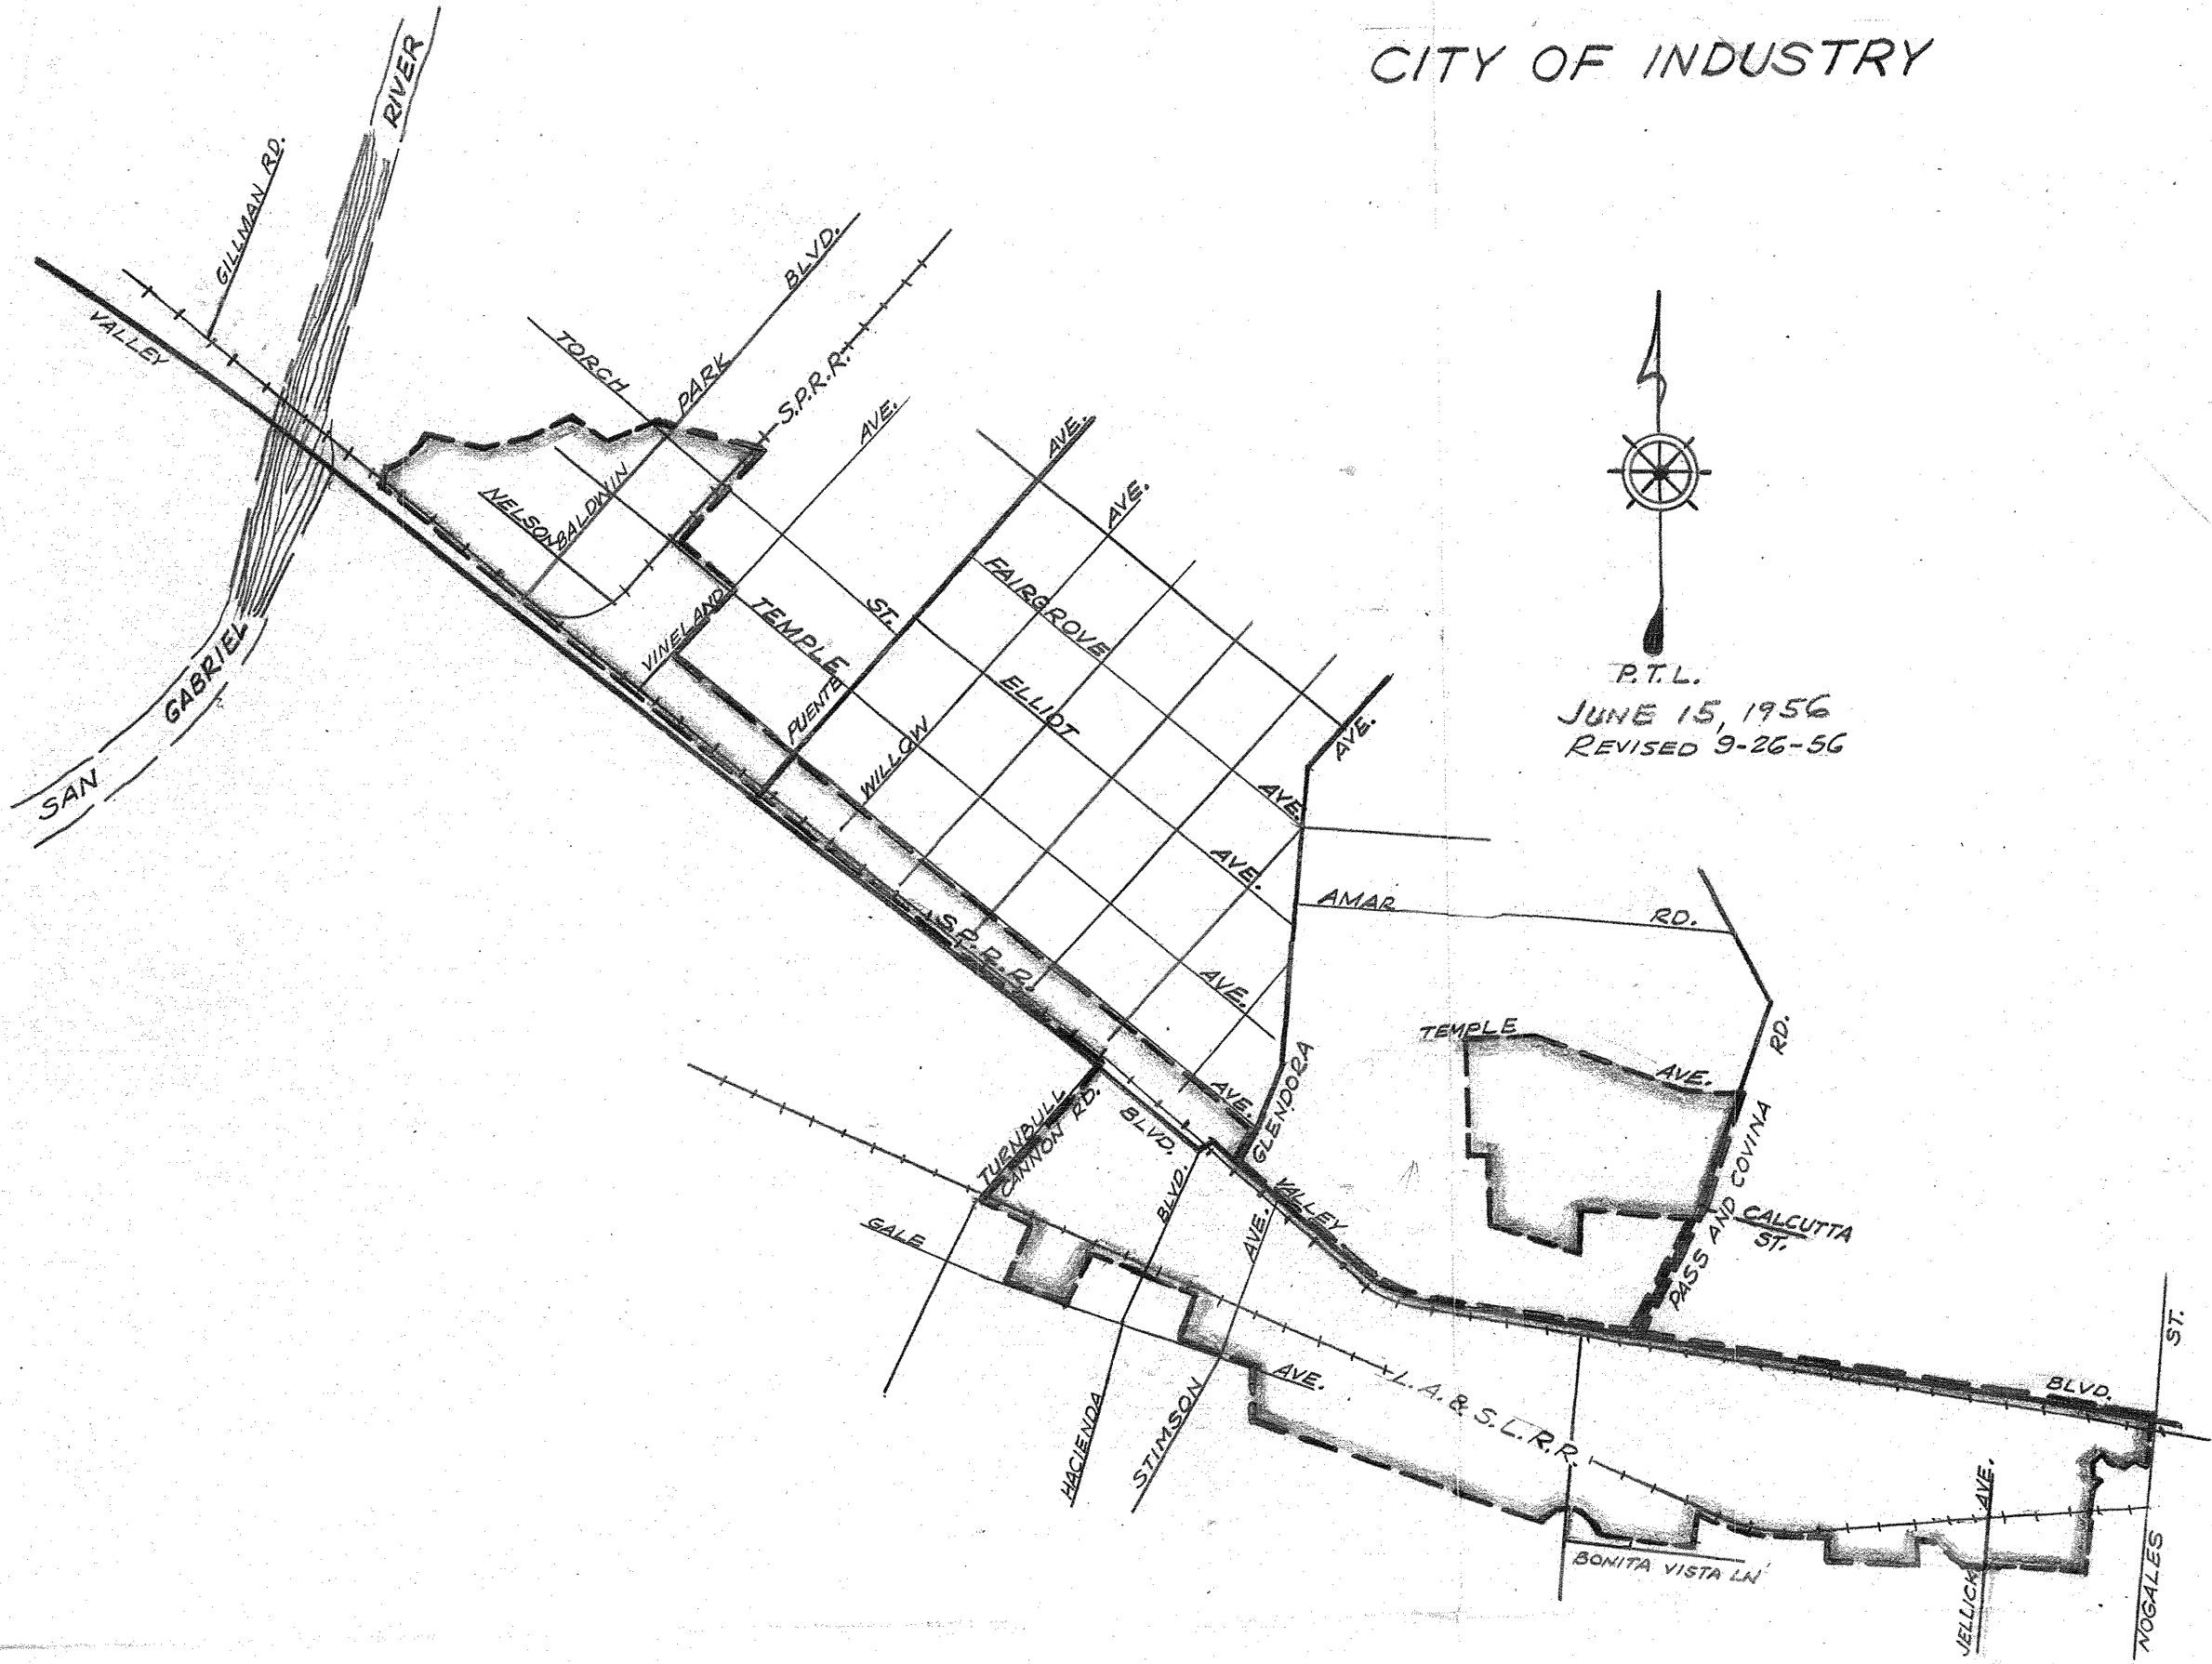 CITY OF INDUSTRY
RIVER
GILLMAN RD.
VALLEY
BLVD.
PARK
S.P.R.R.
TORCH
AVE.
AVE.
AVE.
NELSON
BALDWIN
FAIRGROVE
ST.
VINELAND
TEMPLE
SAN GABRIEL
PUENTE
ELLIOT
WILLOW
AVE.
P.T.L.
JUNE 15, 1956
REVISED 9-26-56
AVE.
AVE.
AMAR RD.
S.P.R.R.
AVE.
TEMPLE AVE.
RD.
GLENDORA
AVE.
TURNBULL
CANNON RD.
BLVD.
BLVD.
VALLEY
GALE
AVE.
PASS AND COVINA
CALCUTTA
ST.
ST.
AVE.
BLVD.
L.A. & S.L.R.R.
HACIENDA
STIMSON
BONITA VISTA LN
JELLICK AVE.
NOGALES